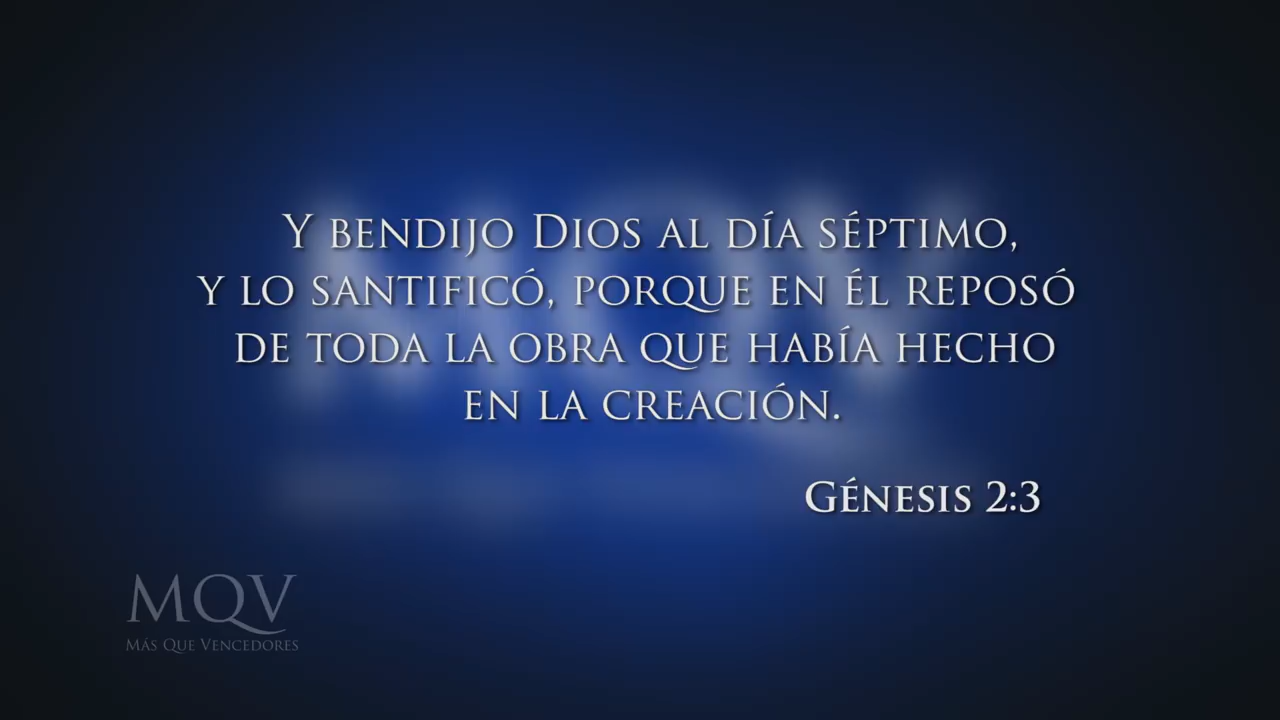 Y BENDIJO DIOS AL DÍA SÉPTIMO,
Y LO SANTIFICÓ, PORQUE EN ÉL REPOSÓ
DE TODA LA OBRA QUE HABÍA HECHO
EN LA CREACIÓN.
GÉNESIS 2:3
MQV
MÁS QUE VENCEDORES